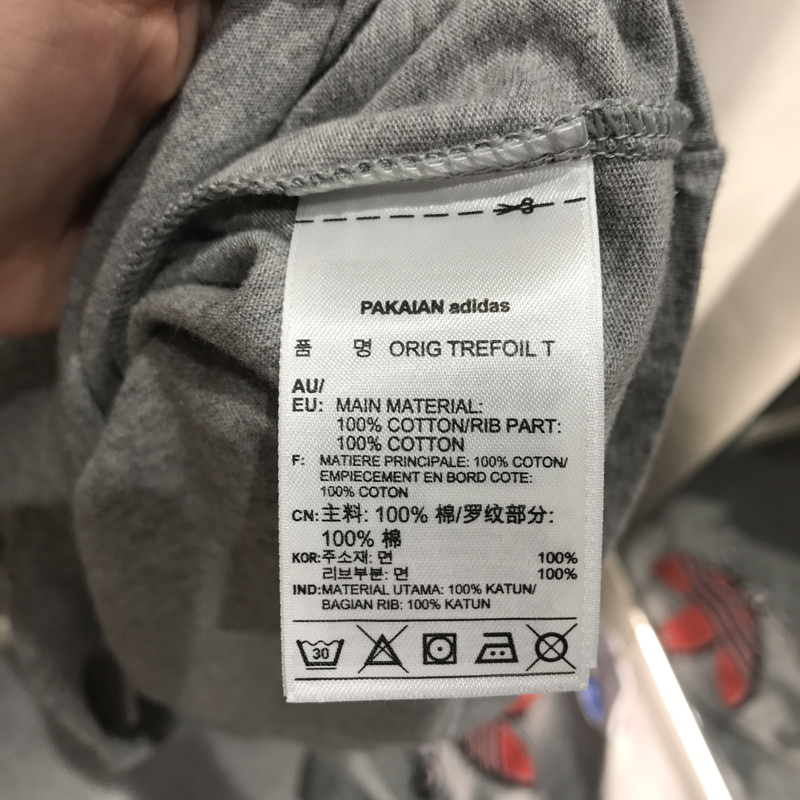 PAKAIAN adidas
품 명 ORIG TREFOIL T
AU/
EU: MAIN MATERIAL:
100% COTTON/RIB PART:
100% COTTON
F: MATIERE PRINCIPALE: 100% COTON/
EMPIECEMENT EN BORD COTE:
100% COTON
CN:主料: 100% 棉/罗纹部分:
100% 棉
KOR:주소재: 면 100%
리브부분: 면 100%
IND:MATERIAL UTAMA: 100% KATUN/
BAGIAN RIB: 100% KATUN
30